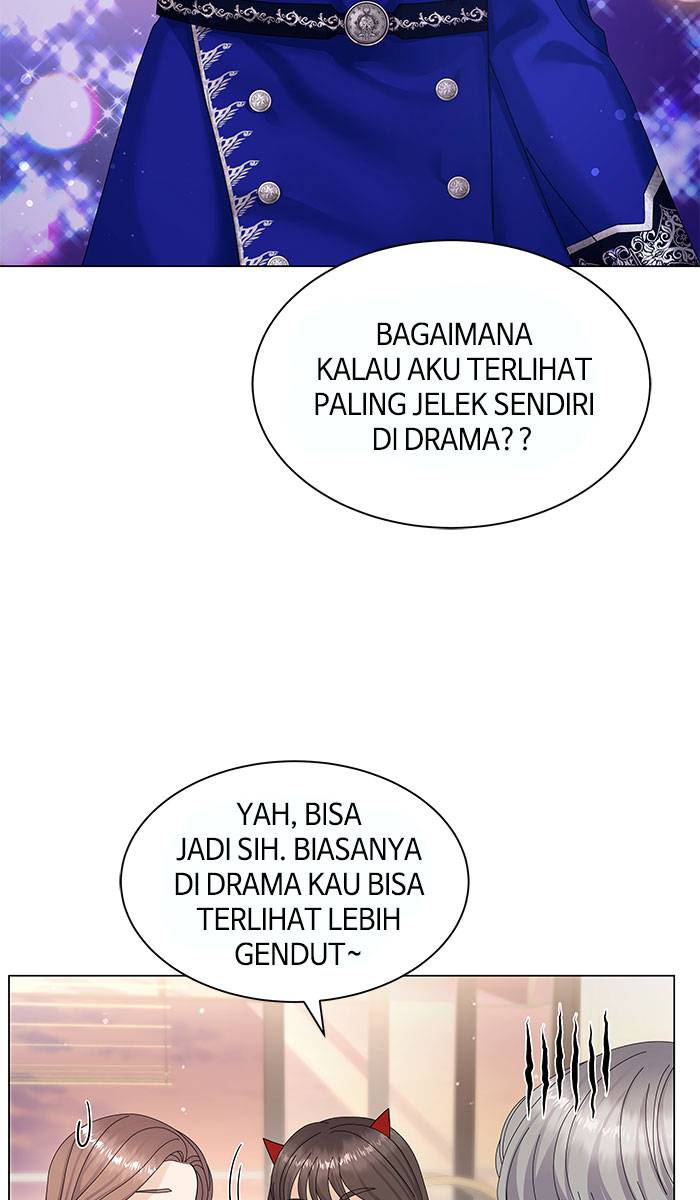 BAGAIMANA
KALAU AKU TERLIHAT
PALING JELEK SENDIRI
DI DRAMA??
YAH, BISA
JADI SIH. BIASANYA
DI DRAMA KAU BISA
TERLIHAT LEBIH
GENDUT~